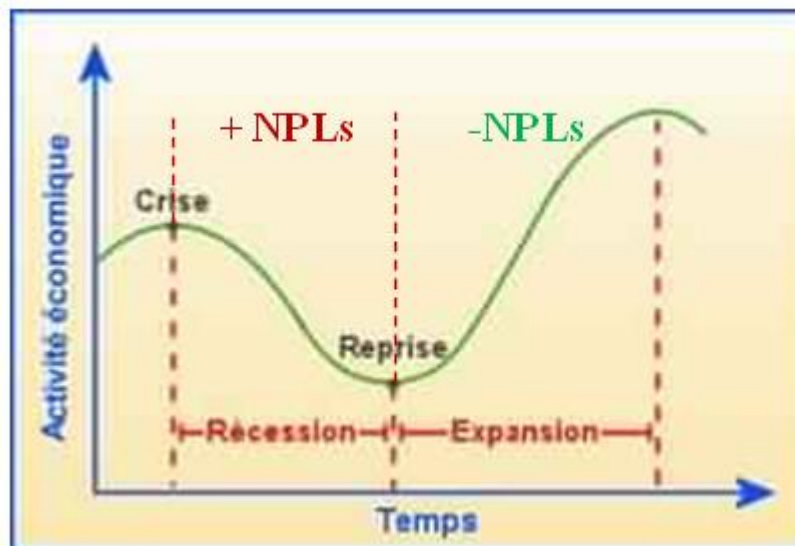 + NPLs
-NPLs
Crise
Reprise
Récession
Expansion
Activité économique
Temps